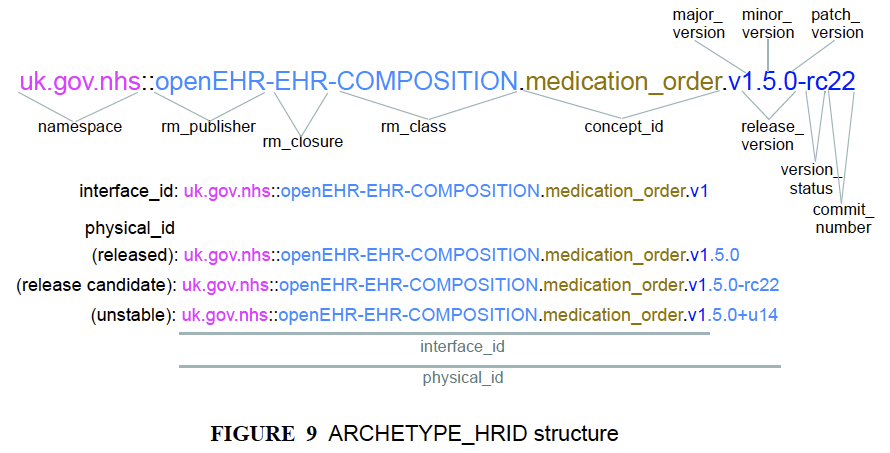 major_ minor_ patch_
version version version
uk.gov.nhs::openEHR-EHR-COMPOSITION.medication_order.v1.5.0-rc22
namespace rm_publisher rm_class concept_id release_
rm_closure version
version_
status
commit_
number
interface_id: uk.gov.nhs::openEHR-EHR-COMPOSITION.medication_order.v1
physical_id
(released): uk.gov.nhs::openEHR-EHR-COMPOSITION.medication_order.v1.5.0
(release candidate): uk.gov.nhs::openEHR-EHR-COMPOSITION.medication_order.v1.5.0-rc22
(unstable): uk.gov.nhs::openEHR-EHR-COMPOSITION.medication_order.v1.5.0+u14
interface_id
physical_id
FIGURE 9 ARCHETYPE_HRID structure